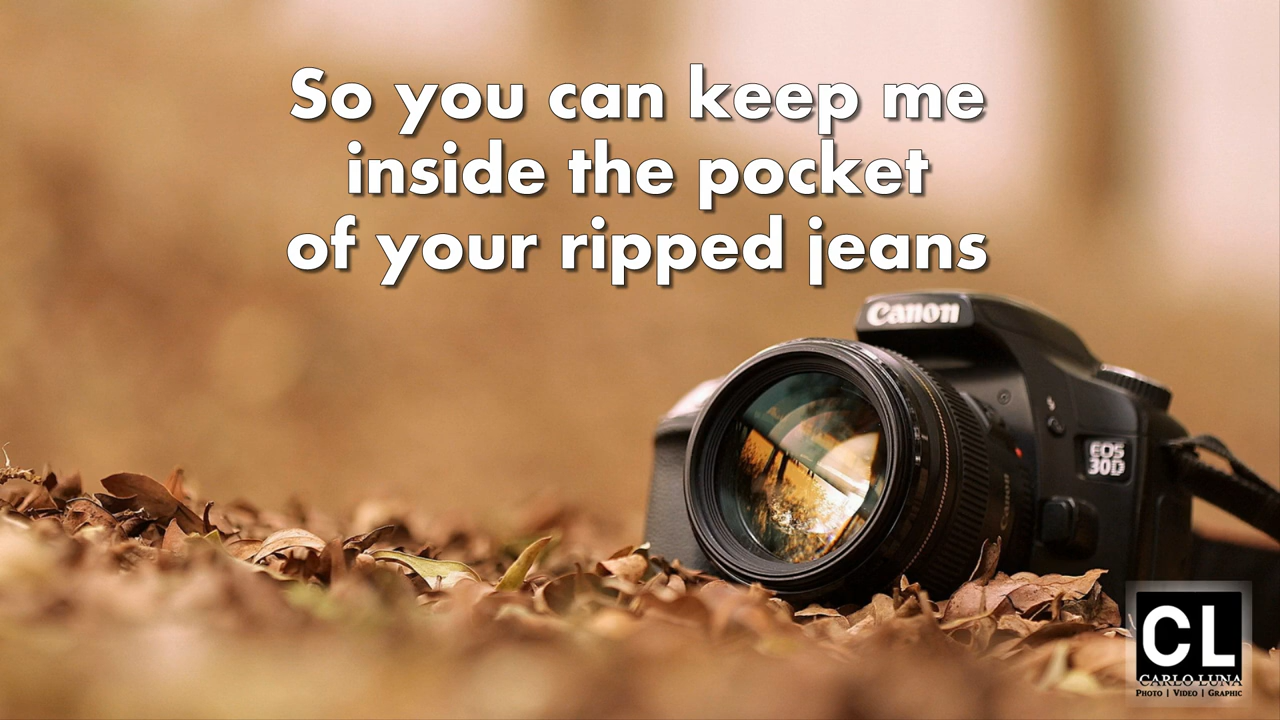 So you can keep me
inside the pocket
of your ripped jeans
Canon
EOS
30D
Canon
CL
CARLO LUNA
PHOTO | VIDEO | GRAPHIC